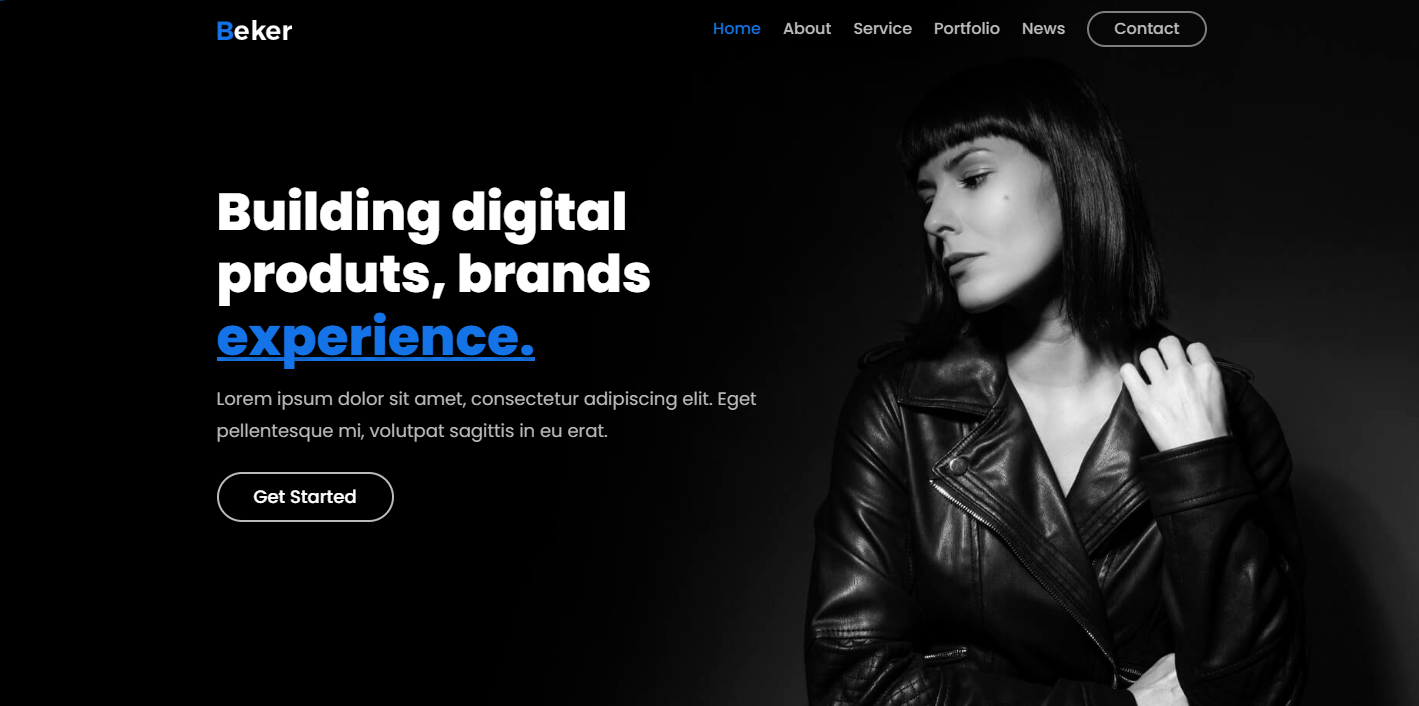 Beker
Home About Service Portfolio News Contact
Building digital
produts, brands
experience.
Lorem ipsum dolor sit amet, consectetur adipiscing elit. Eget
pellentesque mi, volutpat sagittis in eu erat.
Get Started